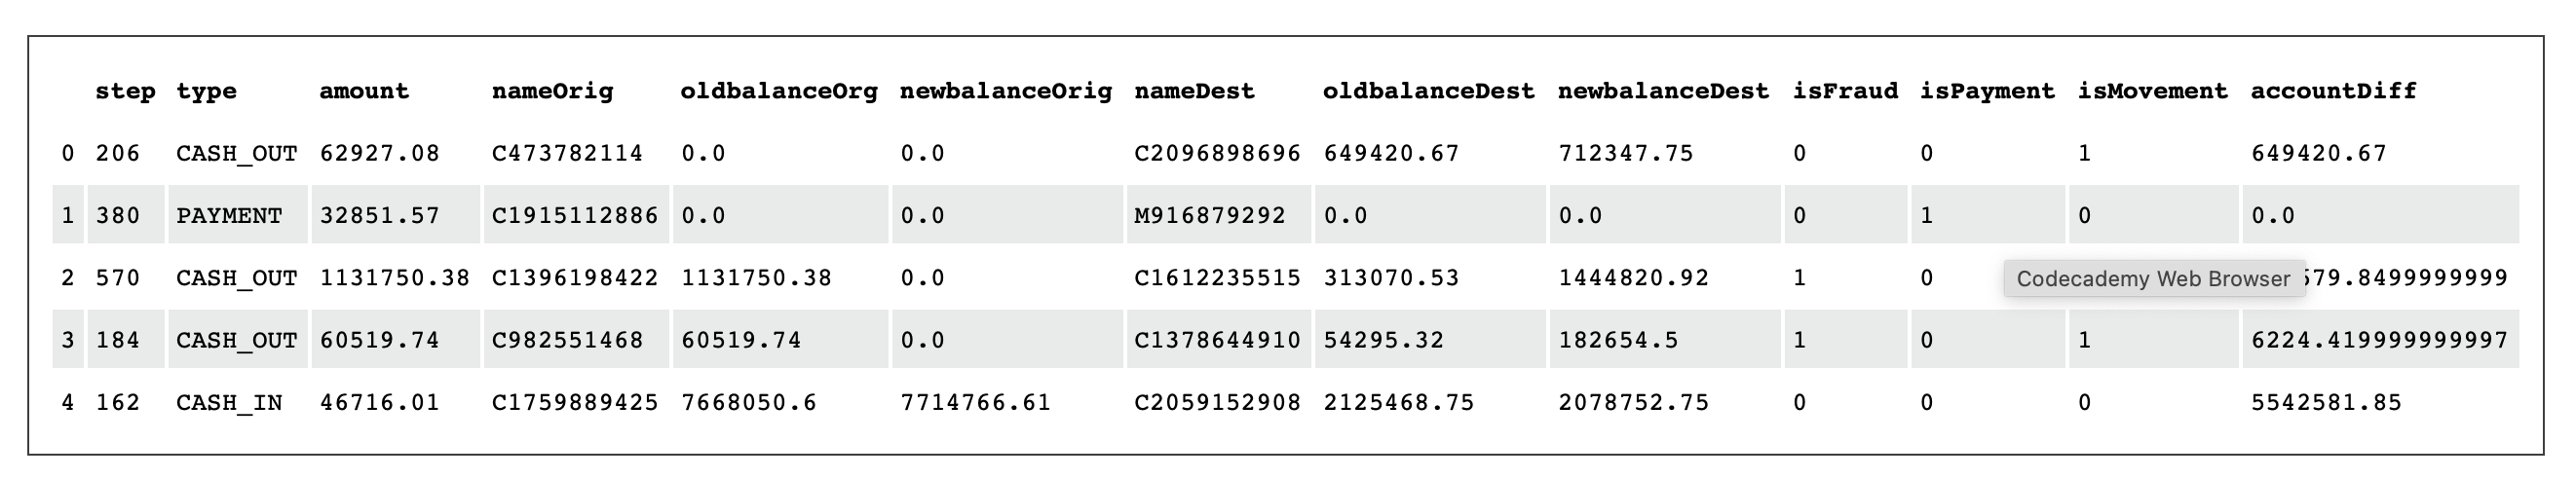 step type amount nameOrig oldbalanceOrg newbalanceOrig nameDest oldbalanceDest newbalanceDest isFraud isPayment isMovement accountDiff
0 206 CASH_OUT 62927.08 C473782114 0.0 0.0 C2096898696 649420.67 712347.75 0 0 1 649420.67
1 380 PAYMENT 32851.57 C1915112886 0.0 0.0 M916879292 0.0 0.0 0 1 0 0.0
2 570 CASH_OUT 1131750.38 C1396198422 1131750.38 0.0 C1612235515 313070.53 1444820.92 1 0 Codecademy Web Browser 579.8499999999
3 184 CASH_OUT 60519.74 C982551468 60519.74 0.0 C1378644910 54295.32 182654.5 1 0 1 6224.419999999997
4 162 CASH_IN 46716.01 C1759889425 7668050.6 7714766.61 C2059152908 2125468.75 2078752.75 0 0 0 5542581.85